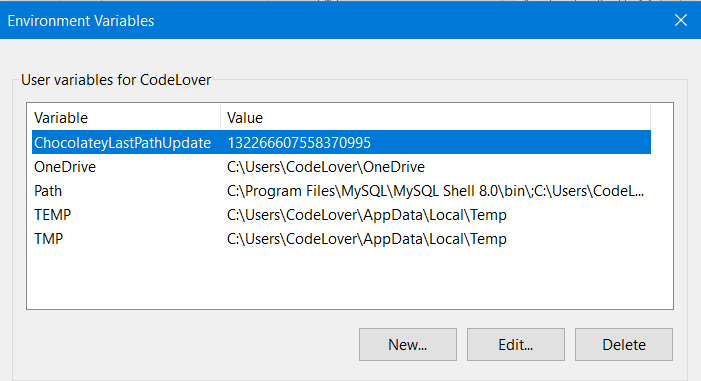 Environment Variables
User variables for CodeLover
Variable Value
ChocolateyLastPathUpdate 132266607558370995
OneDrive C:\Users\CodeLover\OneDrive
Path C:\Program Files\MySQL\MySQL Shell 8.0\bin\;C:\Users\CodeL...
TEMP C:\Users\CodeLover\AppData\Local\Temp
TMP C:\Users\CodeLover\AppData\Local\Temp
New... Edit... Delete